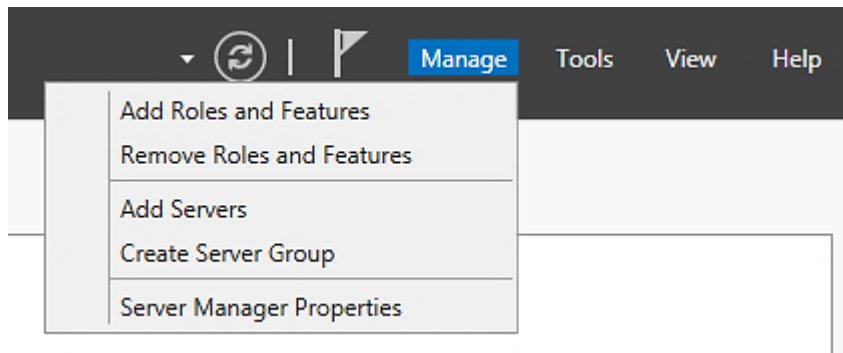 Manage Tools View Help
Add Roles and Features
Remove Roles and Features
Add Servers
Create Server Group
Server Manager Properties